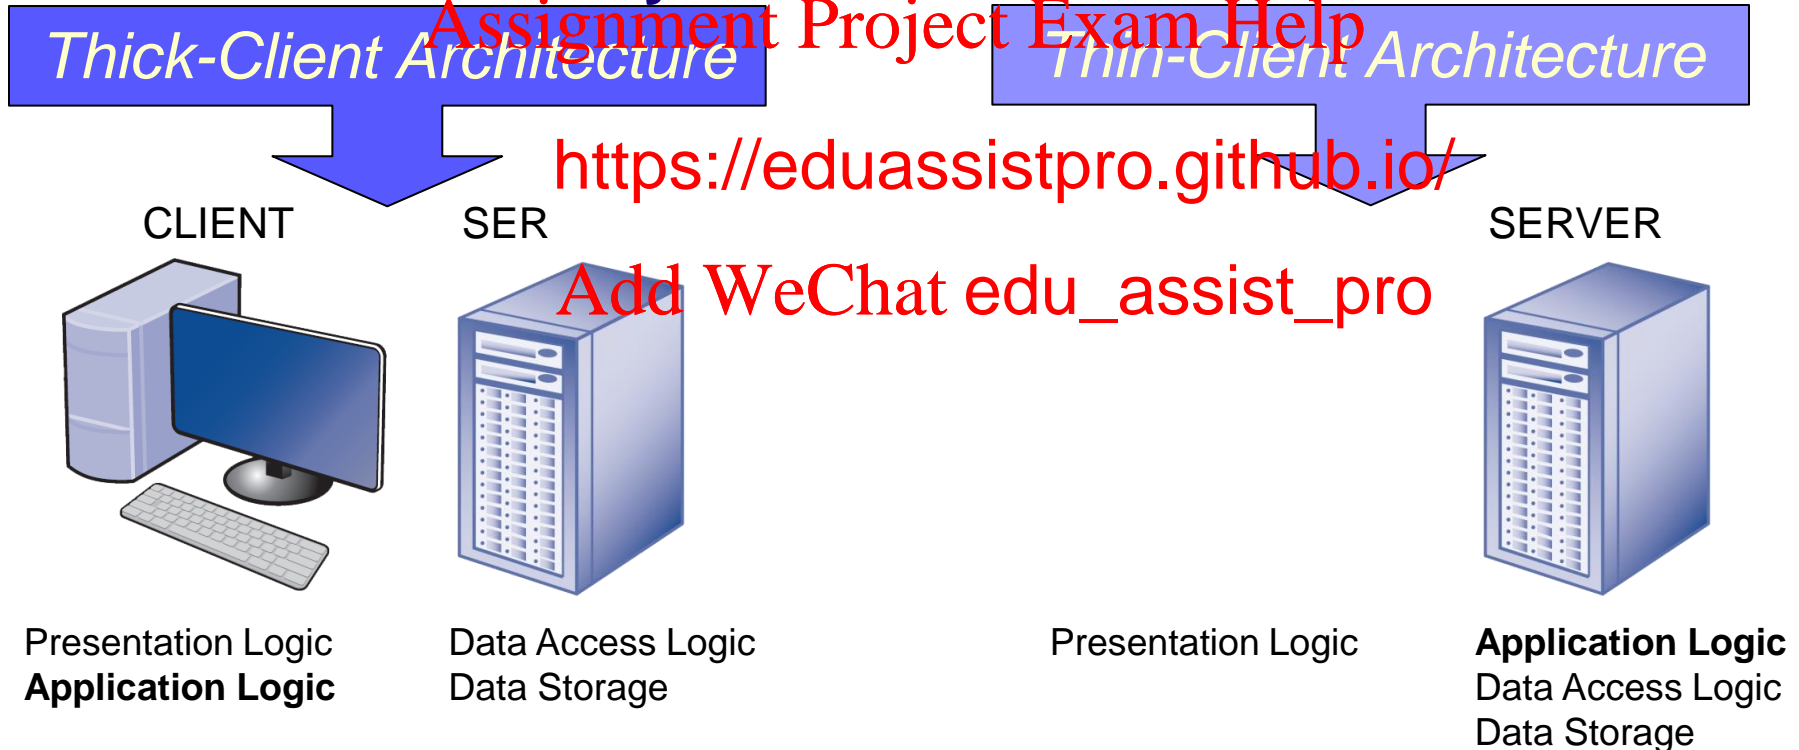 Assignment Project Exam Help
Thick-Client Architecture
Thin-Client Architecture
https://eduassistpro.github.io/
CLIENT
SER
SERVER
Add WeChat edu_assist_pro
Presentation Logic
Application Logic
Data Access Logic
Data Storage
Presentation Logic
Application Logic
Data Access Logic
Data Storage